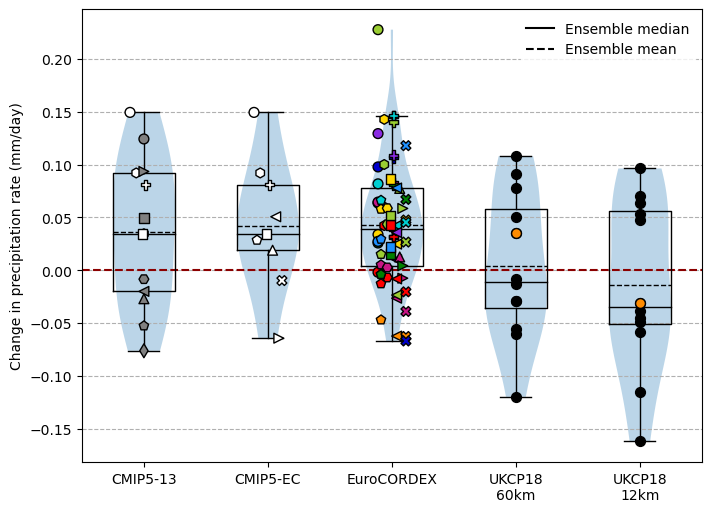 Ensemble median
Ensemble mean
Change in precipitation rate (mm/day)
0.20
0.15
0.10
0.05
0.00
−0.05
−0.10
−0.15
CMIP5-13
CMIP5-EC
EuroCORDEX
UKCP18
60km
UKCP18
12km